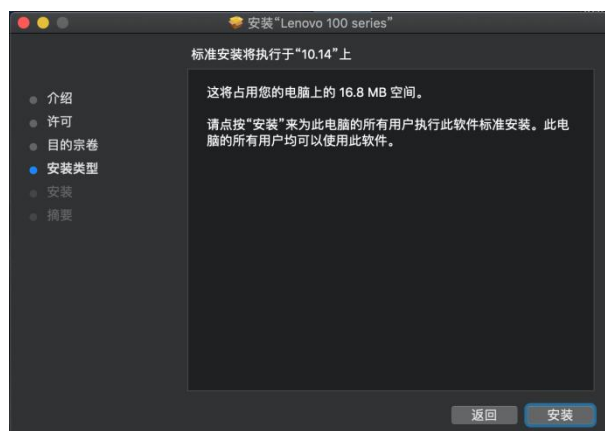 安装“Lenovo 100 series”
标准安装将执行于“10.14”上
介绍
许可
目的宗卷
安装类型
安装
摘要
这将占用您的电脑上的 16.8 MB 空间。
请点按“安装”来为此电脑的所有用户执行此软件标准安装。此电
脑的所有用户均可以使用此软件。
返回
安装